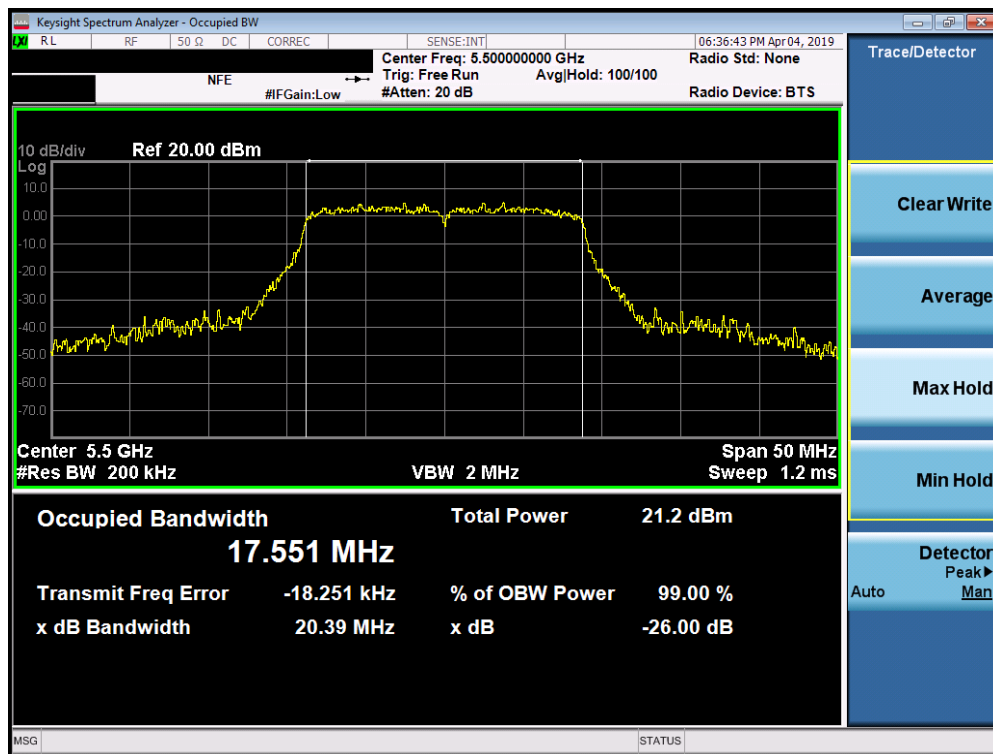 Keysight Spectrum Analyzer - Occupied BW
LXI RL RF 50 Ω DC CORREC SENSE:INT 06:36:43 PM Apr 04, 2019
Center Freq: 5.500000000 GHz Radio Std: None
NFE Trig: Free Run Avg|Hold: 100/100
#IFGain:Low #Atten: 20 dB Radio Device: BTS
10 dB/div Ref 20.00 dBm
Log
10.0
0.00
-10.0
-20.0
-30.0
-40.0
-50.0
-60.0
-70.0
Center 5.5 GHz Span 50 MHz
#Res BW 200 kHz VBW 2 MHz Sweep 1.2 ms
Occupied Bandwidth Total Power 21.2 dBm
17.551 MHz
Transmit Freq Error -18.251 kHz % of OBW Power 99.00 %
x dB Bandwidth 20.39 MHz x dB -26.00 dB
MSG STATUS
Trace/Detector
Clear Write
Average
Max Hold
Min Hold
Detector
Peak▶
Auto Man